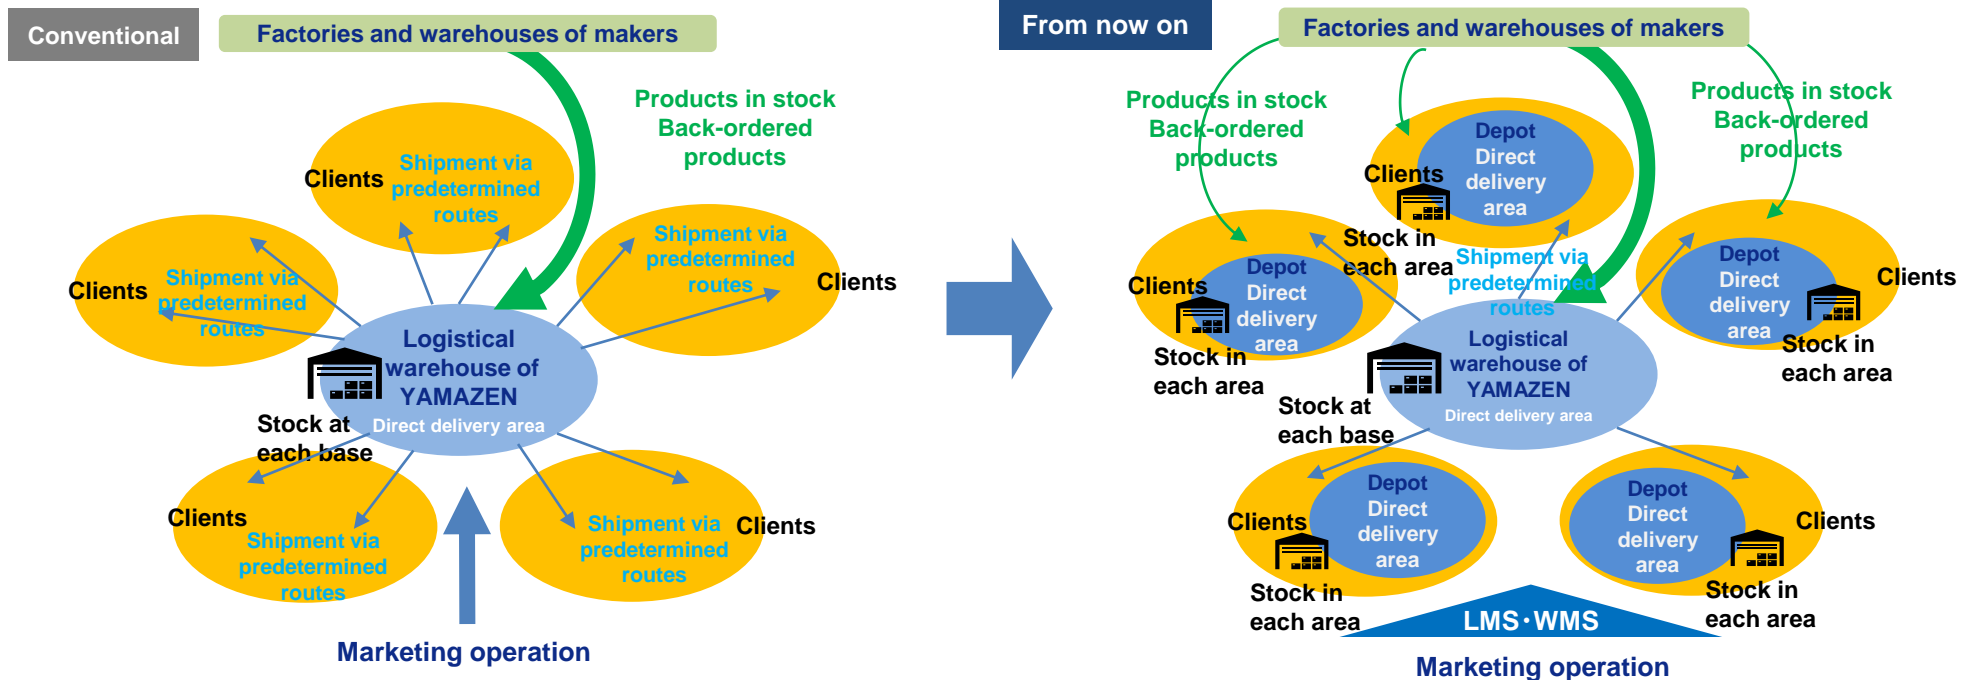 Conventional
Factories and warehouses of makers
Products in stock
Back-ordered
products
Clients
Shipment via
predetermined
routes
Clients
Shipment via
predetermined
routes
Shipment via
predetermined
routes
Clients
Logistical
warehouse of
YAMAZEN
Direct delivery area
Stock at
each base
Clients
Shipment via
predetermined
routes
Shipment via
predetermined
routes
Clients
Marketing operation
From now on
Factories and warehouses of makers
Products in stock
Back-ordered
products
Products in stock
Back-ordered
products
Clients
Depot
Direct
delivery
area
Stock in
each area
Clients
Depot
Direct
delivery
area
Stock in
each area
Shipment via
predetermined
routes
Depot
Direct
delivery
area
Clients
Stock in
each area
Logistical
warehouse of
YAMAZEN
Direct delivery area
Stock at
each base
Clients
Depot
Direct
delivery
area
Stock in
each area
Depot
Direct
delivery
area
Clients
Stock in
each area
LMS・WMS
Marketing operation